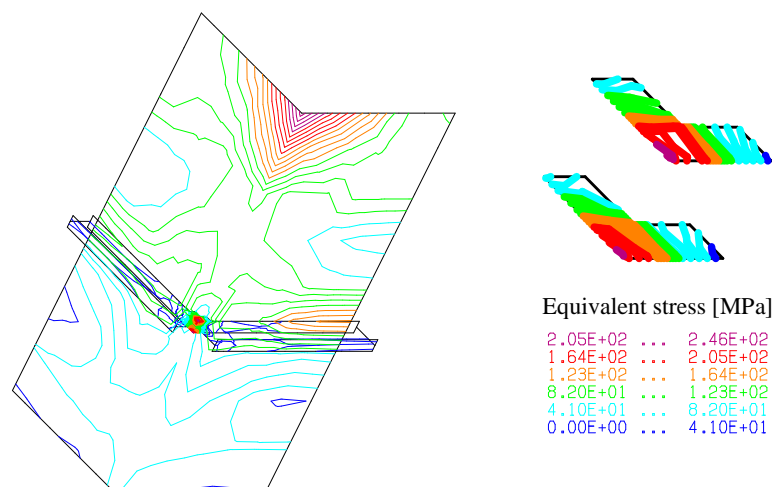 Equivalent stress [MPa]
2.05E+02 ... 2.46E+02
1.64E+02 ... 2.05E+02
1.23E+02 ... 1.64E+02
8.20E+01 ... 1.23E+02
4.10E+01 ... 8.20E+01
0.00E+00 ... 4.10E+01